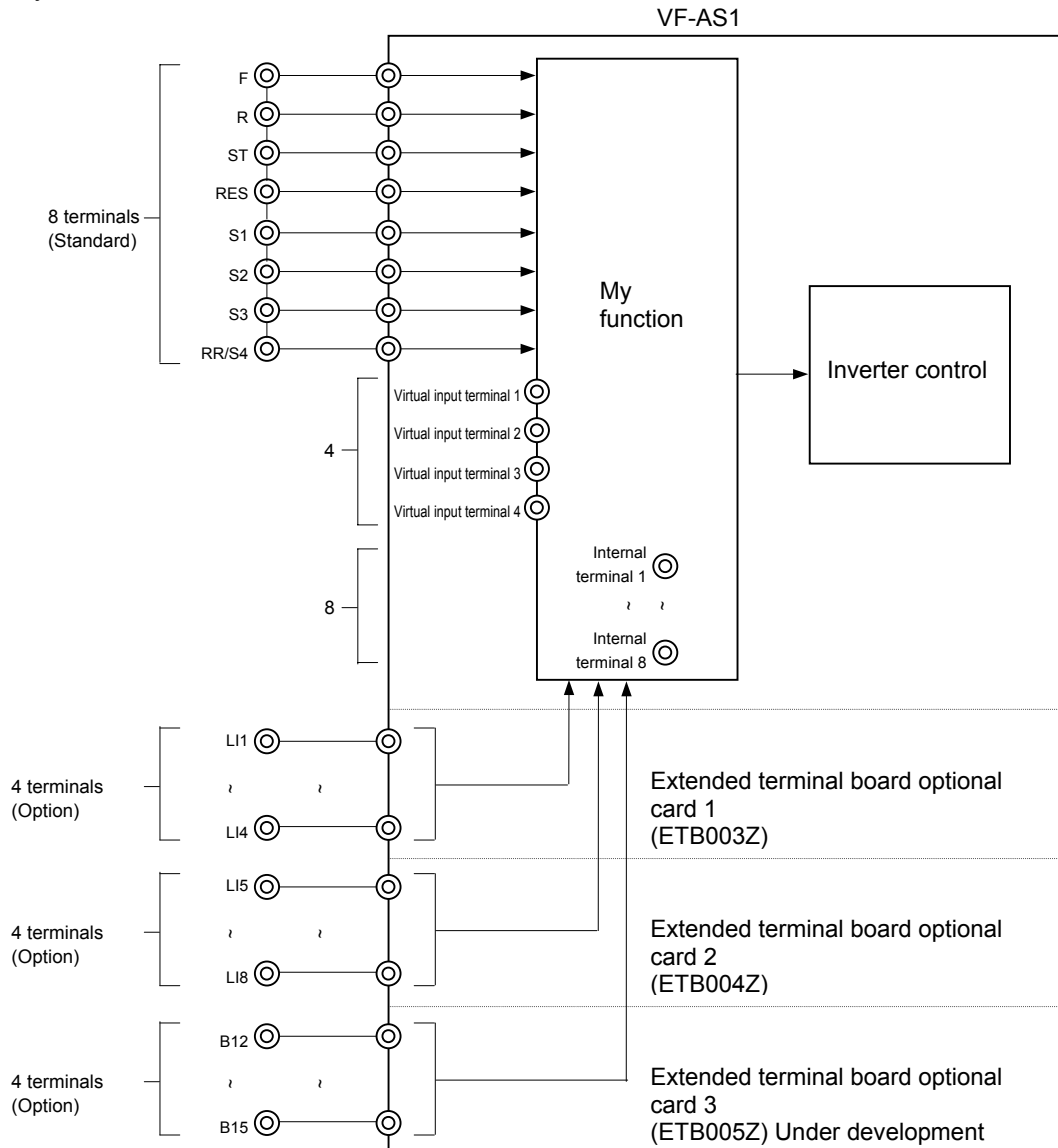 VF-AS1
F
R
ST
RES
8 terminals
(Standard)
S1
S2
S3
RR/S4
My
function
Inverter control
Virtual input terminal 1
Virtual input terminal 2
4
Virtual input terminal 3
Virtual input terminal 4
8
Internal
terminal 1
~ ~
Internal
terminal 8
LI1
4 terminals
(Option)
~ ~
LI4
Extended terminal board optional
card 1
(ETB003Z)
LI5
4 terminals
(Option)
~ ~
LI8
Extended terminal board optional
card 2
(ETB004Z)
B12
4 terminals
(Option)
~ ~
B15
Extended terminal board optional
card 3
(ETB005Z) Under development